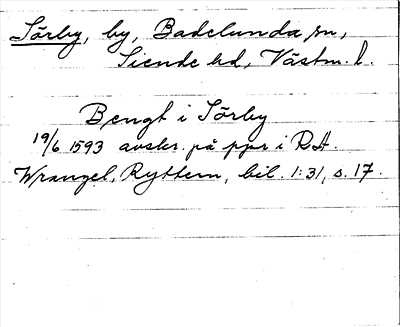 Sörby, by, Badelunda sn,
Siende hd, Västm. l.
Bengt i Sörby
19/6 1593 avskr. på ppr i RA.
Wrangel, Ryttern, bil. 1:31, s. 17.